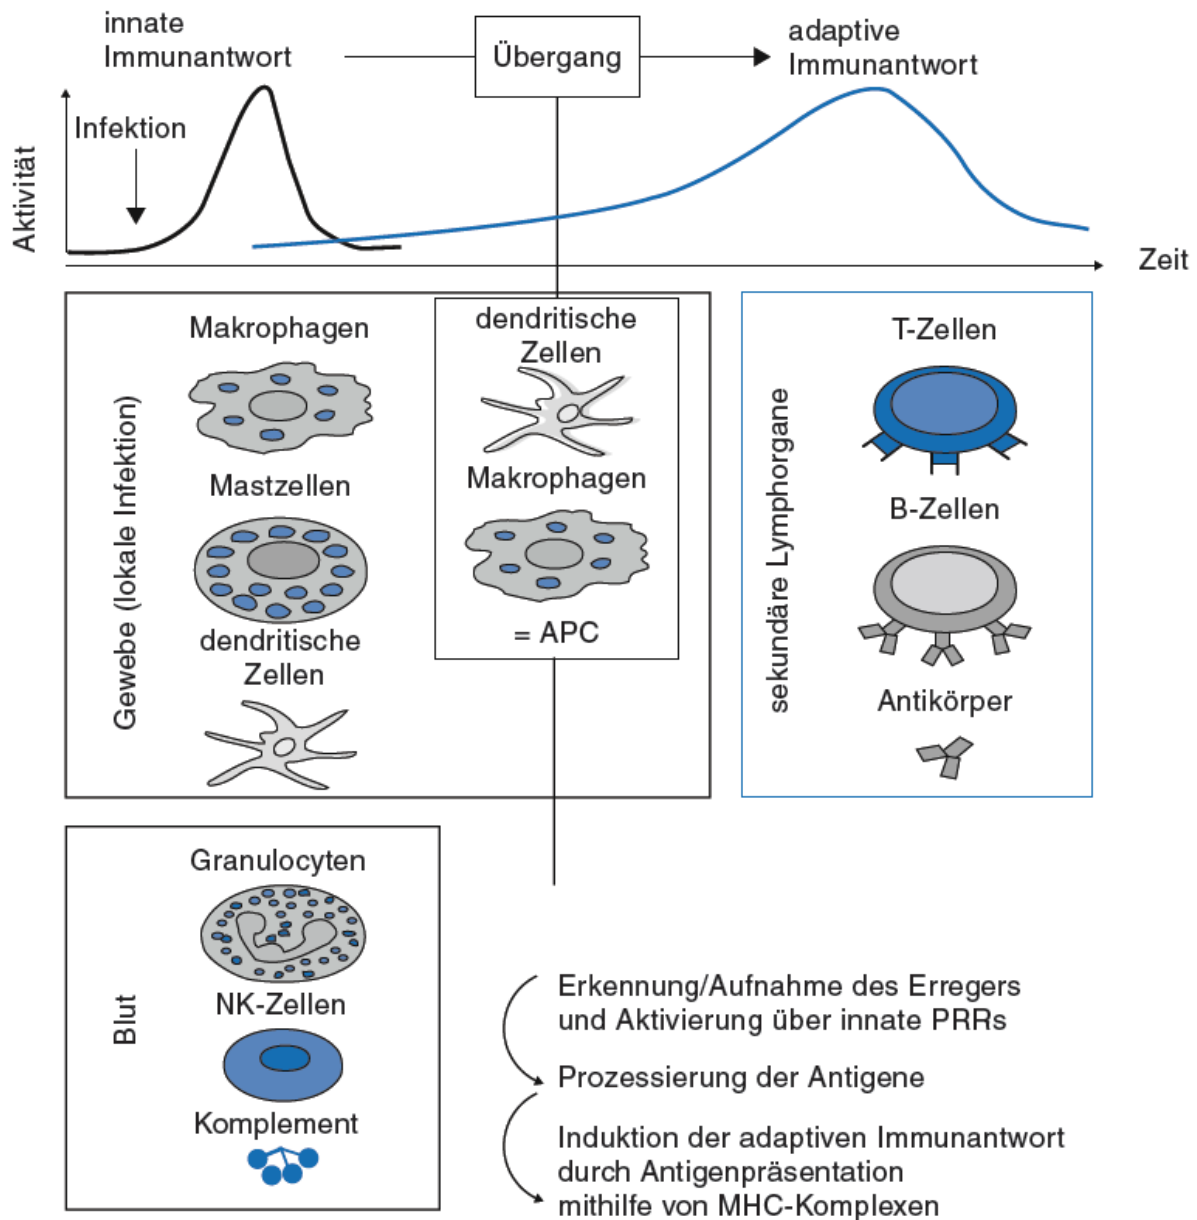 innate
Immunantwort
Übergang
adaptive
Immunantwort
Infektion
Aktivität
Zeit
Gewebe (lokale Infektion)
Makrophagen
Mastzellen
dendritische
Zellen
dendritische
Zellen
Makrophagen
= APC
sekundäre Lymphorgane
T-Zellen
B-Zellen
Antikörper
Blut
Granulocyten
NK-Zellen
Komplement
Erkennung/Aufnahme des Erregers
und Aktivierung über innate PRRs
Prozessierung der Antigene
Induktion der adaptiven Immunantwort
durch Antigenpräsentation
mithilfe von MHC-Komplexen